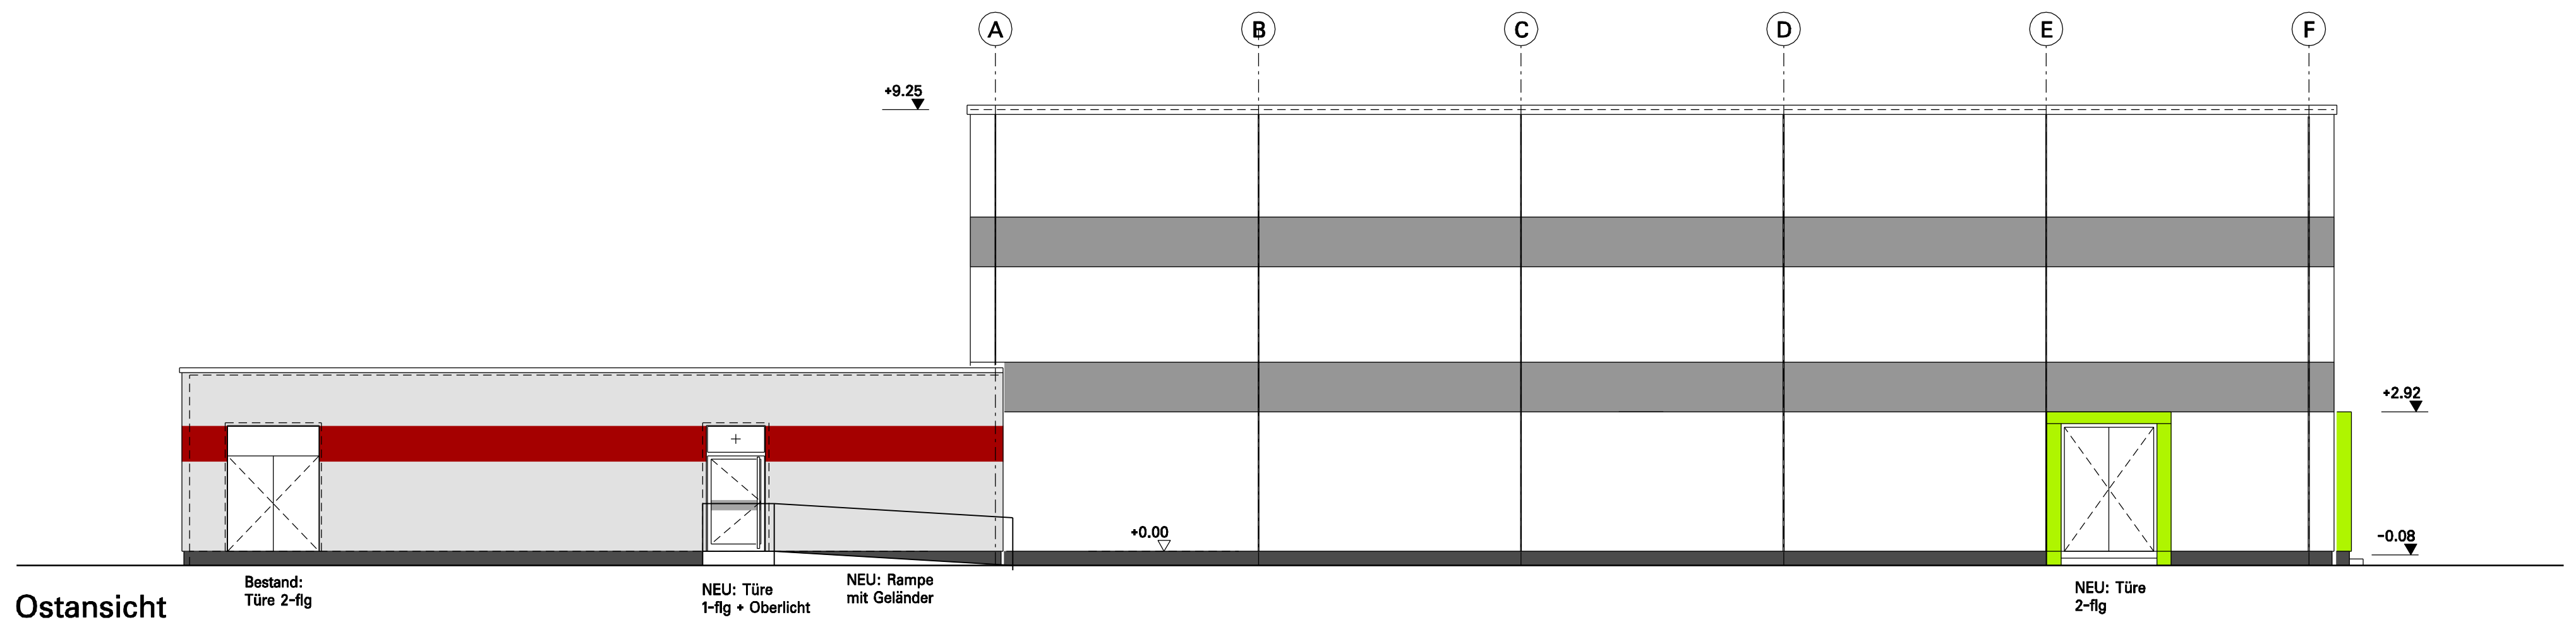 A B C D E F
+9.25
+2.92
+0.00
-0.08
Bestand:
Türe 2-flg
NEU: Türe
1-flg + Oberlicht
NEU: Rampe
mit Geländer
NEU: Türe
2-flg
Ostansicht